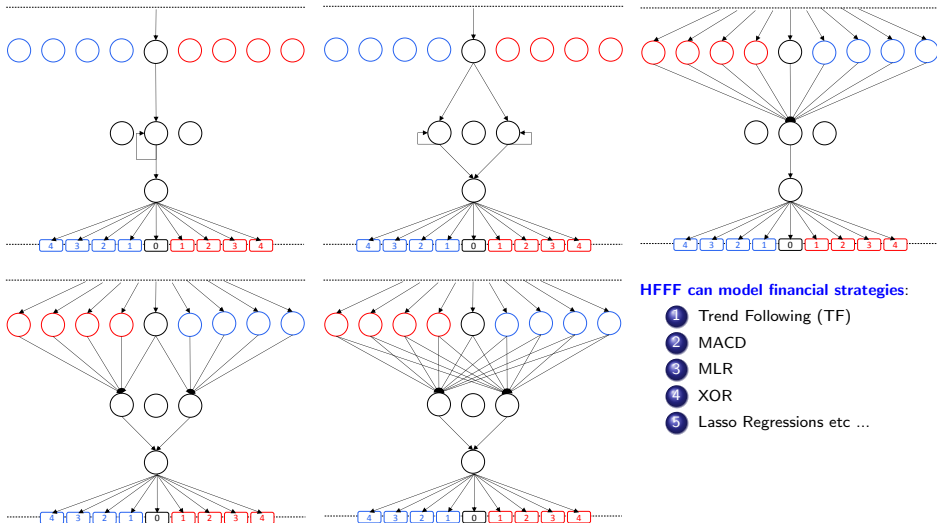 4 3 2 1 0 1 2 3 4
4 3 2 1 0 1 2 3 4
4 3 2 1 0 1 2 3 4
HFFF can model financial strategies:
1 Trend Following (TF)
2 MACD
3 MLR
4 XOR
5 Lasso Regressions etc ...
4 3 2 1 0 1 2 3 4
4 3 2 1 0 1 2 3 4